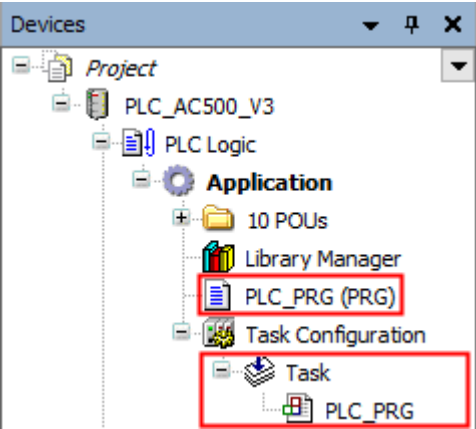 Devices
Project
PLC_AC500_V3
PLC Logic
Application
10 POUs
Library Manager
PLC_PRG (PRG)
Task Configuration
Task
PLC_PRG